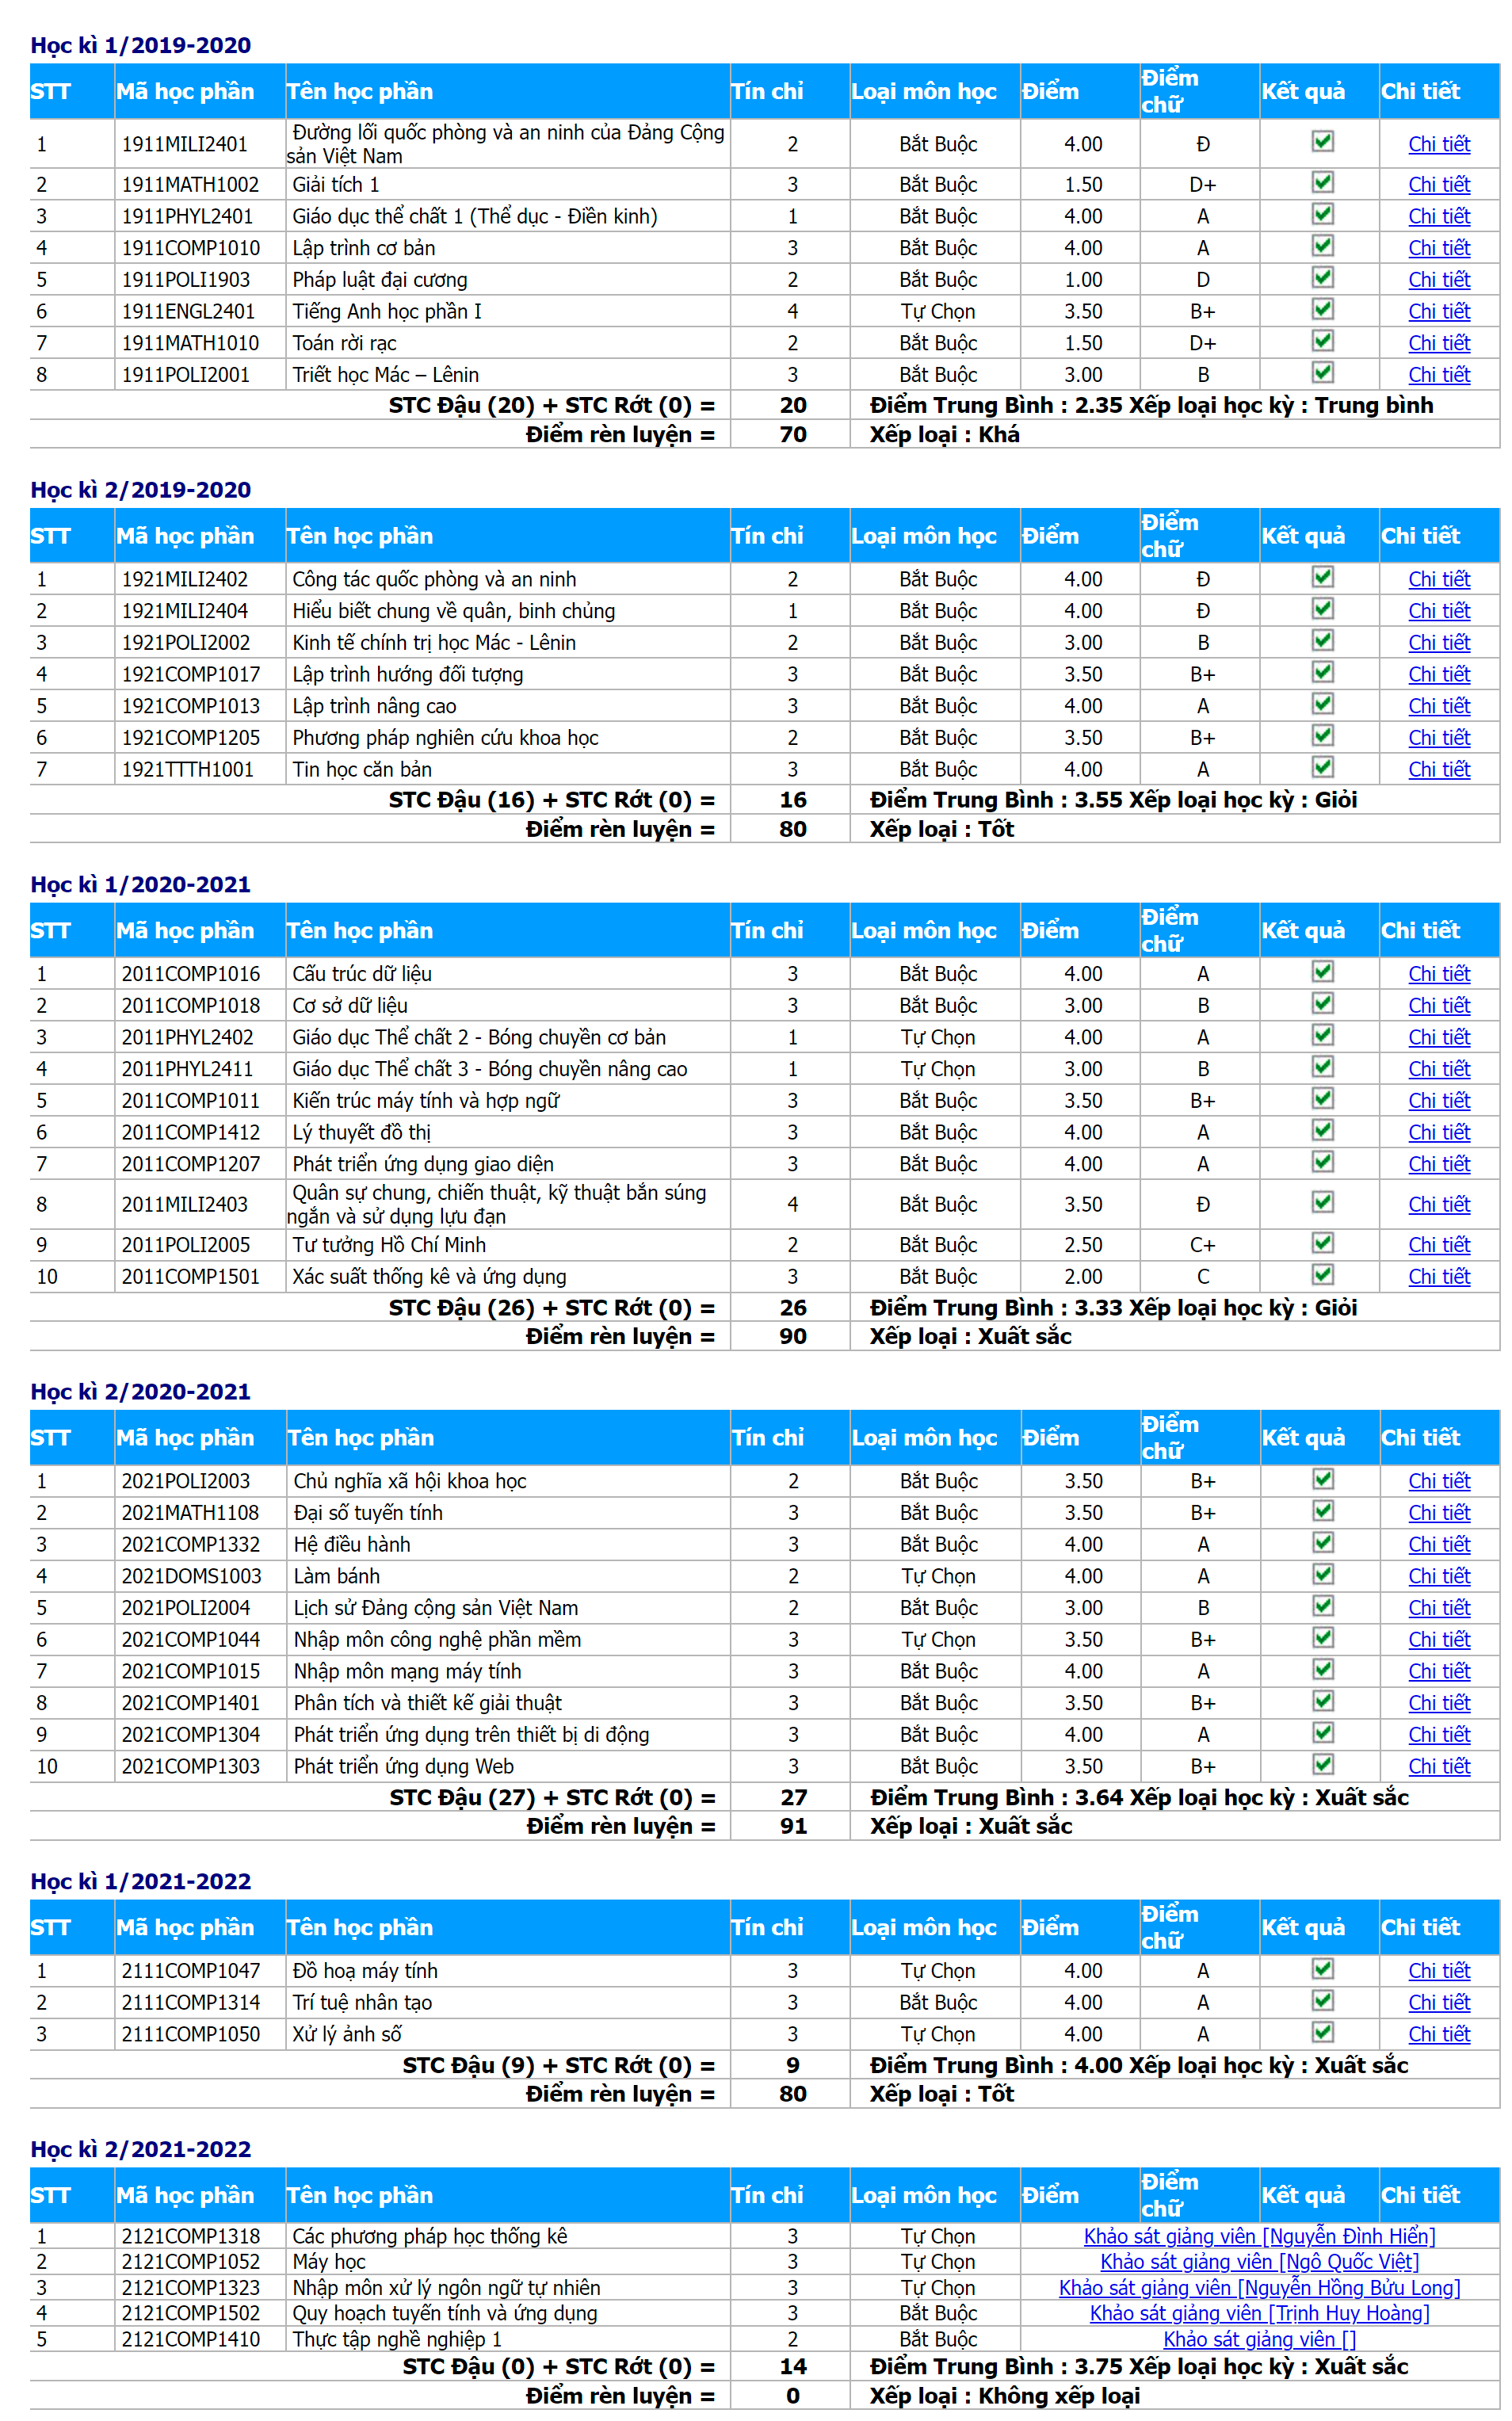 Học kì 1/2019-2020
STT Mã học phần Tên học phần Tín chỉ Loại môn học Điểm Điểm chữ Kết quả Chi tiết
1 1911MILI2401 Đường lối quốc phòng và an ninh của Đảng Cộng sản Việt Nam 2 Bắt Buộc 4.00 Đ Chi tiết
2 1911MATH1002 Giải tích 1 3 Bắt Buộc 1.50 D+ Chi tiết
3 1911PHYL2401 Giáo dục thể chất 1 (Thể dục - Điền kinh) 1 Bắt Buộc 4.00 A Chi tiết
4 1911COMP1010 Lập trình cơ bản 3 Bắt Buộc 4.00 A Chi tiết
5 1911POLI1903 Pháp luật đại cương 2 Bắt Buộc 1.00 D Chi tiết
6 1911ENGL2401 Tiếng Anh học phần I 4 Tự Chọn 3.50 B+ Chi tiết
7 1911MATH1010 Toán rời rạc 2 Bắt Buộc 1.50 D+ Chi tiết
8 1911POLI2001 Triết học Mác – Lênin 3 Bắt Buộc 3.00 B Chi tiết
STC Đậu (20) + STC Rớt (0) = 20 Điểm Trung Bình : 2.35 Xếp loại học kỳ : Trung bình
Điểm rèn luyện = 70 Xếp loại : Khá
Học kì 2/2019-2020
STT Mã học phần Tên học phần Tín chỉ Loại môn học Điểm Điểm chữ Kết quả Chi tiết
1 1921MILI2402 Công tác quốc phòng và an ninh 2 Bắt Buộc 4.00 Đ Chi tiết
2 1921MILI2404 Hiểu biết chung về quân, binh chủng 1 Bắt Buộc 4.00 Đ Chi tiết
3 1921POLI2002 Kinh tế chính trị học Mác - Lênin 2 Bắt Buộc 3.00 B Chi tiết
4 1921COMP1017 Lập trình hướng đối tượng 3 Bắt Buộc 3.50 B+ Chi tiết
5 1921COMP1013 Lập trình nâng cao 3 Bắt Buộc 4.00 A Chi tiết
6 1921COMP1205 Phương pháp nghiên cứu khoa học 2 Bắt Buộc 3.50 B+ Chi tiết
7 1921TTTH1001 Tin học căn bản 3 Bắt Buộc 4.00 A Chi tiết
STC Đậu (16) + STC Rớt (0) = 16 Điểm Trung Bình : 3.55 Xếp loại học kỳ : Giỏi
Điểm rèn luyện = 80 Xếp loại : Tốt
Học kì 1/2020-2021
STT Mã học phần Tên học phần Tín chỉ Loại môn học Điểm Điểm chữ Kết quả Chi tiết
1 2011COMP1016 Cấu trúc dữ liệu 3 Bắt Buộc 4.00 A Chi tiết
2 2011COMP1018 Cơ sở dữ liệu 3 Bắt Buộc 3.00 B Chi tiết
3 2011PHYL2402 Giáo dục Thể chất 2 - Bóng chuyền cơ bản 1 Tự Chọn 4.00 A Chi tiết
4 2011PHYL2411 Giáo dục Thể chất 3 - Bóng chuyền nâng cao 1 Tự Chọn 3.00 B Chi tiết
5 2011COMP1011 Kiến trúc máy tính và hợp ngữ 3 Bắt Buộc 3.50 B+ Chi tiết
6 2011COMP1412 Lý thuyết đồ thị 3 Bắt Buộc 4.00 A Chi tiết
7 2011COMP1207 Phát triển ứng dụng giao diện 3 Bắt Buộc 4.00 A Chi tiết
8 2011MILI2403 Quân sự chung, chiến thuật, kỹ thuật bắn súng ngắn và sử dụng lựu đạn 4 Bắt Buộc 3.50 Đ Chi tiết
9 2011POLI2005 Tư tưởng Hồ Chí Minh 2 Bắt Buộc 2.50 C+ Chi tiết
10 2011COMP1501 Xác suất thống kê và ứng dụng 3 Bắt Buộc 2.00 C Chi tiết
STC Đậu (26) + STC Rớt (0) = 26 Điểm Trung Bình : 3.33 Xếp loại học kỳ : Giỏi
Điểm rèn luyện = 90 Xếp loại : Xuất sắc
Học kì 2/2020-2021
STT Mã học phần Tên học phần Tín chỉ Loại môn học Điểm Điểm chữ Kết quả Chi tiết
1 2021POLI2003 Chủ nghĩa xã hội khoa học 2 Bắt Buộc 3.50 B+ Chi tiết
2 2021MATH1108 Đại số tuyến tính 3 Bắt Buộc 3.50 B+ Chi tiết
3 2021COMP1332 Hệ điều hành 3 Bắt Buộc 4.00 A Chi tiết
4 2021DOMS1003 Làm bánh 2 Tự Chọn 4.00 A Chi tiết
5 2021POLI2004 Lịch sử Đảng cộng sản Việt Nam 2 Bắt Buộc 3.00 B Chi tiết
6 2021COMP1044 Nhập môn công nghệ phần mềm 3 Tự Chọn 3.50 B+ Chi tiết
7 2021COMP1015 Nhập môn mạng máy tính 3 Bắt Buộc 4.00 A Chi tiết
8 2021COMP1401 Phân tích và thiết kế giải thuật 3 Bắt Buộc 3.50 B+ Chi tiết
9 2021COMP1304 Phát triển ứng dụng trên thiết bị di động 3 Bắt Buộc 4.00 A Chi tiết
10 2021COMP1303 Phát triển ứng dụng Web 3 Bắt Buộc 3.50 B+ Chi tiết
STC Đậu (27) + STC Rớt (0) = 27 Điểm Trung Bình : 3.64 Xếp loại học kỳ : Xuất sắc
Điểm rèn luyện = 91 Xếp loại : Xuất sắc
Học kì 1/2021-2022
STT Mã học phần Tên học phần Tín chỉ Loại môn học Điểm Điểm chữ Kết quả Chi tiết
1 2111COMP1047 Đồ hoạ máy tính 3 Tự Chọn 4.00 A Chi tiết
2 2111COMP1314 Trí tuệ nhân tạo 3 Bắt Buộc 4.00 A Chi tiết
3 2111COMP1050 Xử lý ảnh số 3 Tự Chọn 4.00 A Chi tiết
STC Đậu (9) + STC Rớt (0) = 9 Điểm Trung Bình : 4.00 Xếp loại học kỳ : Xuất sắc
Điểm rèn luyện = 80 Xếp loại : Tốt
Học kì 2/2021-2022
STT Mã học phần Tên học phần Tín chỉ Loại môn học Điểm Điểm chữ Kết quả Chi tiết
1 2121COMP1318 Các phương pháp học thống kê 3 Tự Chọn Khảo sát giảng viên [Nguyễn Đình Hiển]
2 2121COMP1052 Máy học 3 Tự Chọn Khảo sát giảng viên [Ngô Quốc Việt]
3 2121COMP1323 Nhập môn xử lý ngôn ngữ tự nhiên 3 Tự Chọn Khảo sát giảng viên [Nguyễn Hồng Bửu Long]
4 2121COMP1502 Quy hoạch tuyến tính và ứng dụng 3 Bắt Buộc Khảo sát giảng viên [Trịnh Huy Hoàng]
5 2121COMP1410 Thực tập nghề nghiệp 1 2 Bắt Buộc Khảo sát giảng viên []
STC Đậu (0) + STC Rớt (0) = 14 Điểm Trung Bình : 3.75 Xếp loại học kỳ : Xuất sắc
Điểm rèn luyện = 0 Xếp loại : Không xếp loại